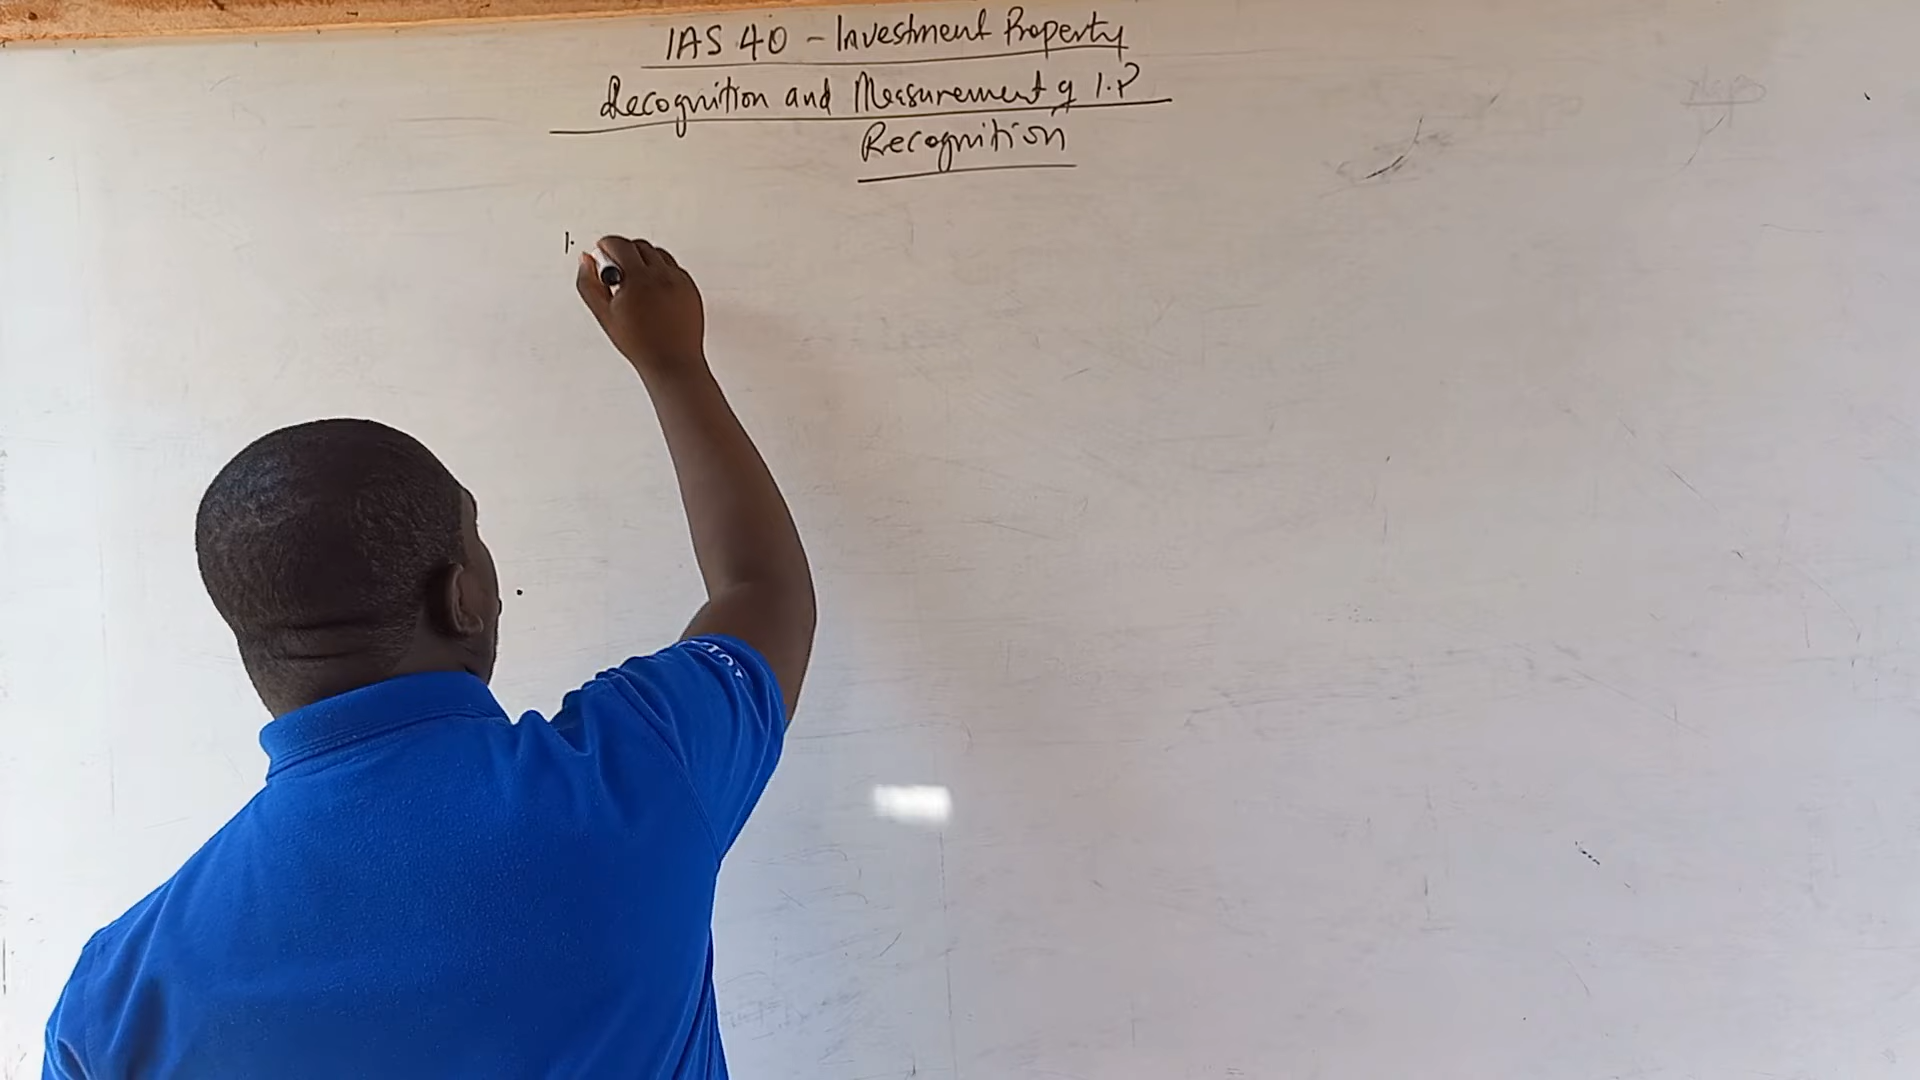 IAS 40 - Investment Property
Recognition and Measurement of I.P
Recognition
1.